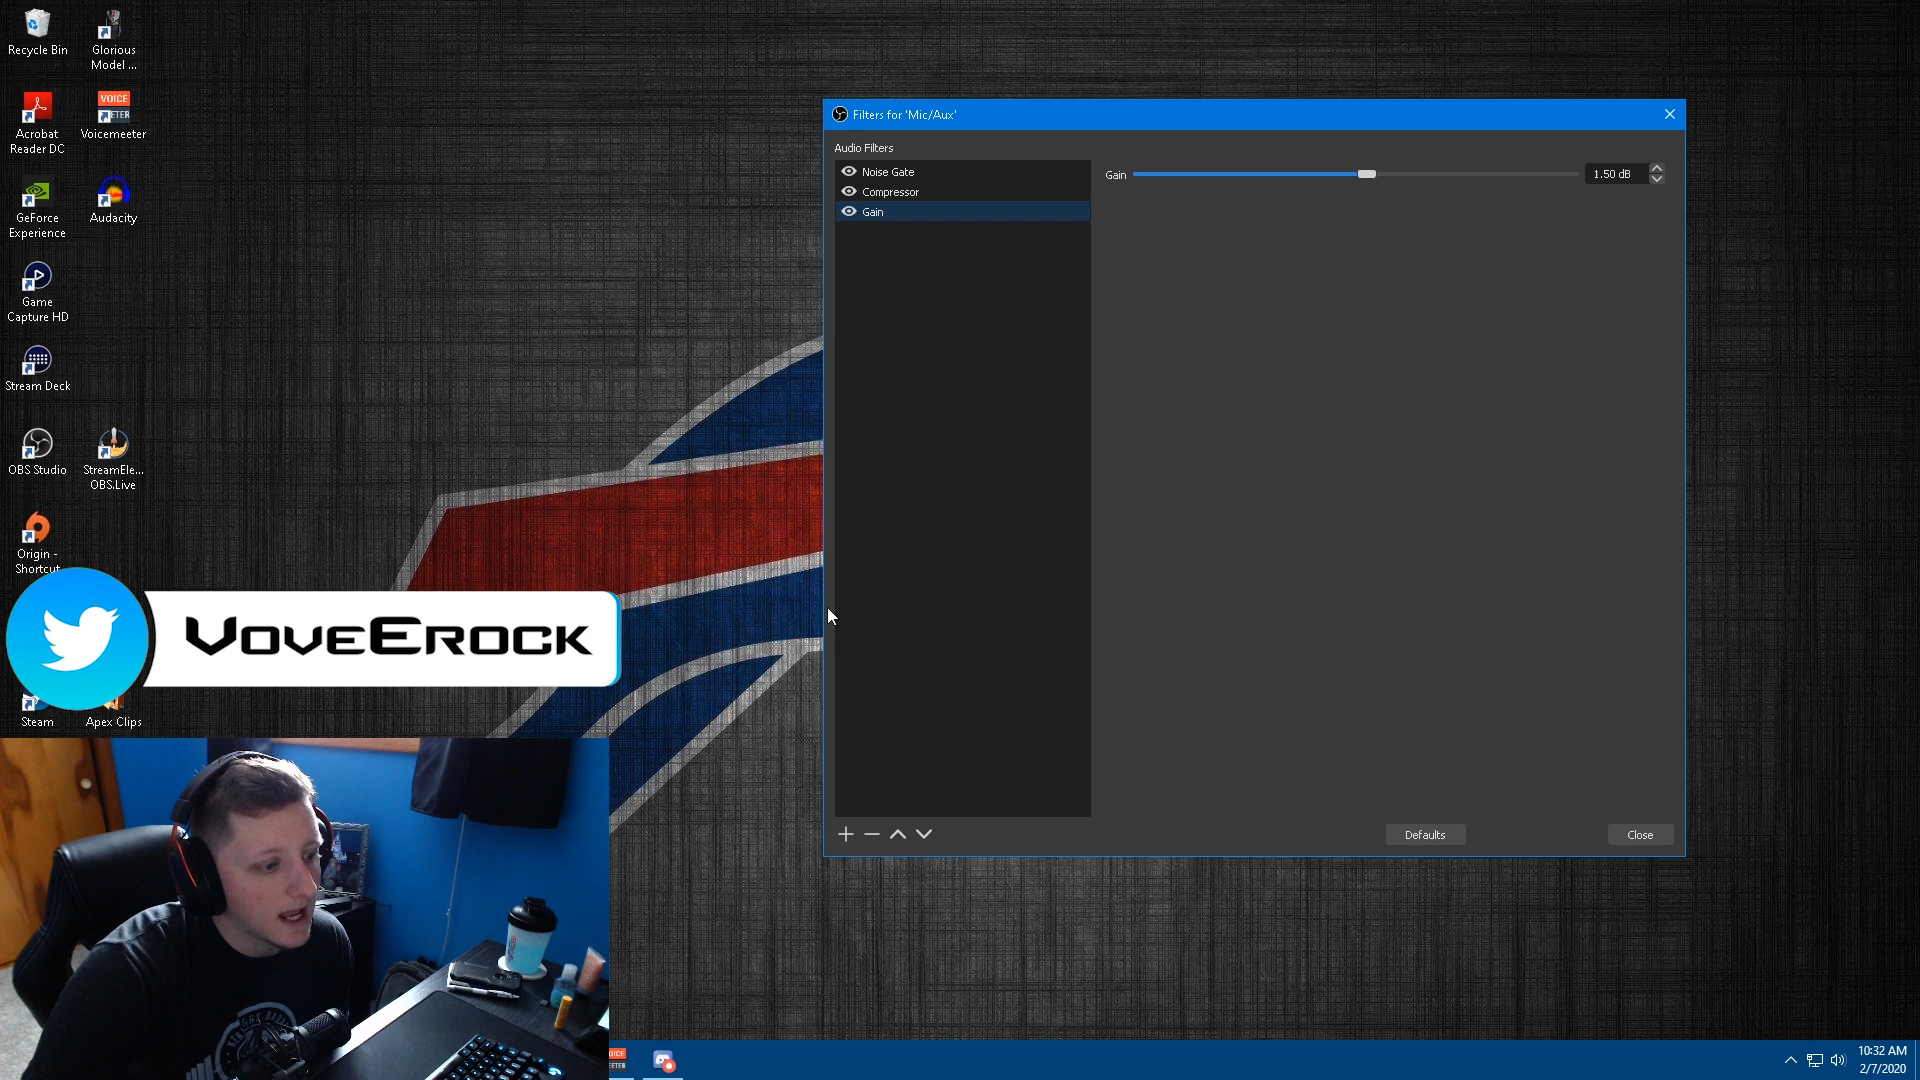 Recycle Bin
Glorious
Model ...
Acrobat
Reader DC
VOICE
Voicemeeter
GeForce
Experience
Audacity
Game
Capture HD
Stream Deck
OBS Studio
StreamEle...
OBS.Live
Origin -
Shortcut
VoveErock
Steam
Apex Clips
Filters for 'Mic/Aux'
Audio Filters
Noise Gate
Compressor
Gain
Gain
1.50 dB
Defaults
Close
10:32 AM
2/7/2020